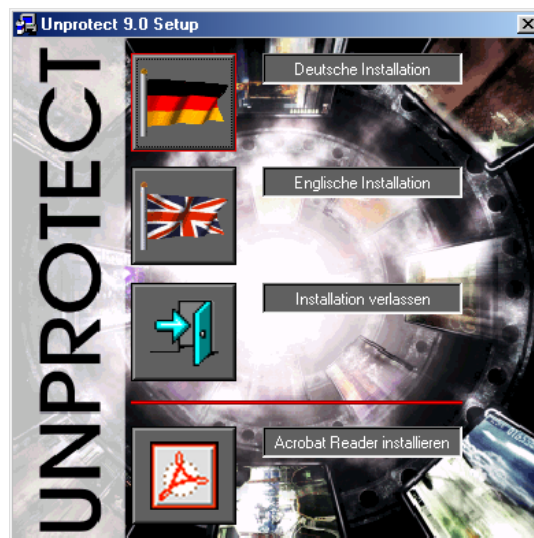 Unprotect 9.0 Setup
UNPROTECT
Deutsche Installation
Englische Installation
Installation verlassen
Acrobat Reader installieren